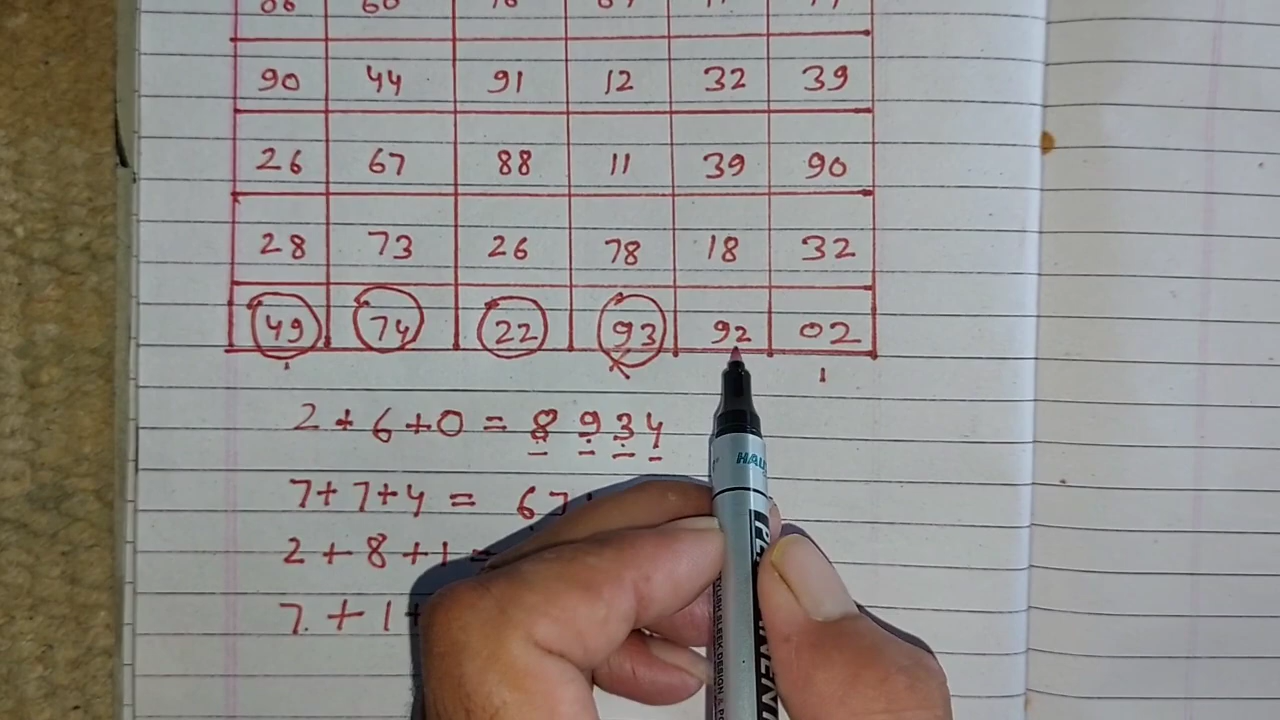 90 44 91 12 32 39
26 67 88 11 39 90
28 73 26 78 18 32
49 74 22 93 92 02
2 + 6 + 0 = 8 9 3 4
7 + 7 + 4 = 67
2 + 8 + 1 =
7. + 1 +